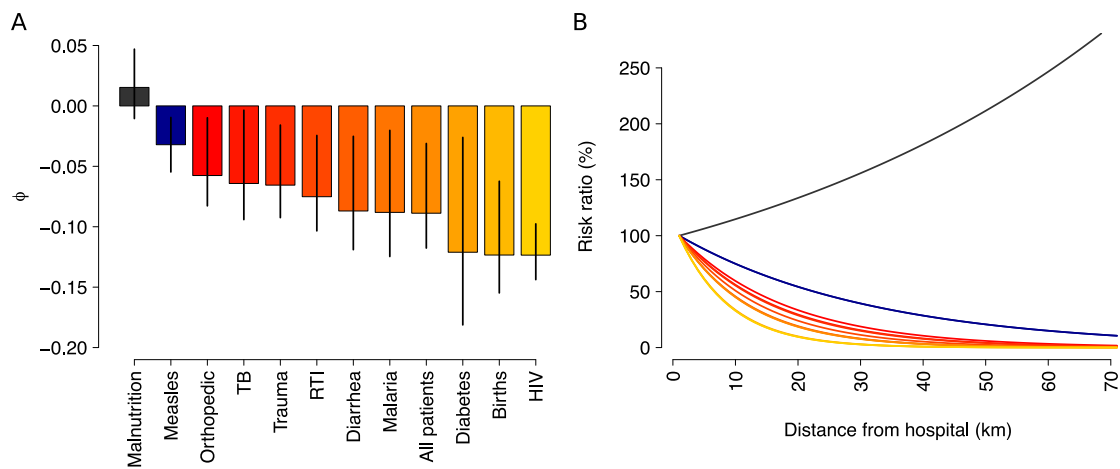 A
0.05
0.00
−0.05
−0.10
−0.15
−0.20
ϕ
Malnutrition
Measles
Orthopedic
TB
Trauma
RTI
Diarrhea
Malaria
All patients
Diabetes
Births
HIV
B
250
200
150
100
50
0
Risk ratio (%)
0
10
20
30
40
50
60
70
Distance from hospital (km)